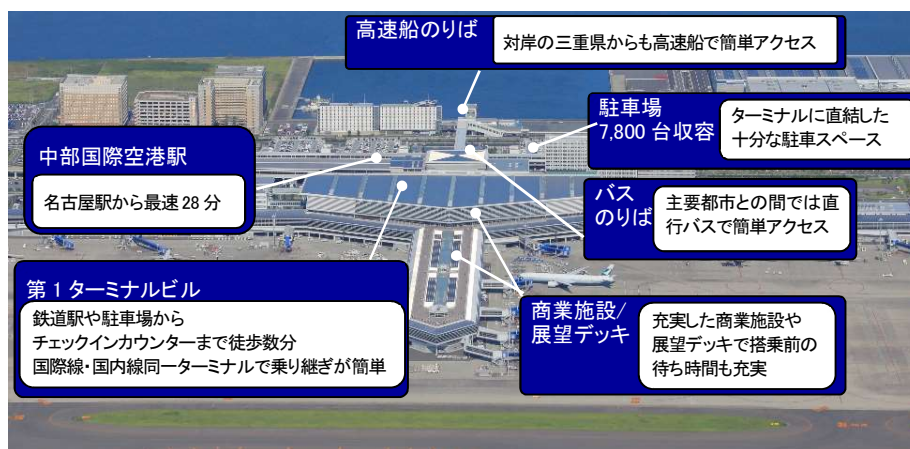 高速船のりば
対岸の三重県からも高速船で簡単アクセス
駐車場
7,800 台収容
ターミナルに直結した
十分な駐車スペース
中部国際空港駅
名古屋駅から最速 28 分
バス
のりば
主要都市との間では直
行バスで簡単アクセス
第 1 ターミナルビル
鉄道駅や駐車場から
チェックインカウンターまで徒歩数分
国際線・国内線同一ターミナルで乗り継ぎが簡単
商業施設/
展望デッキ
充実した商業施設や
展望デッキで搭乗前の
待ち時間も充実